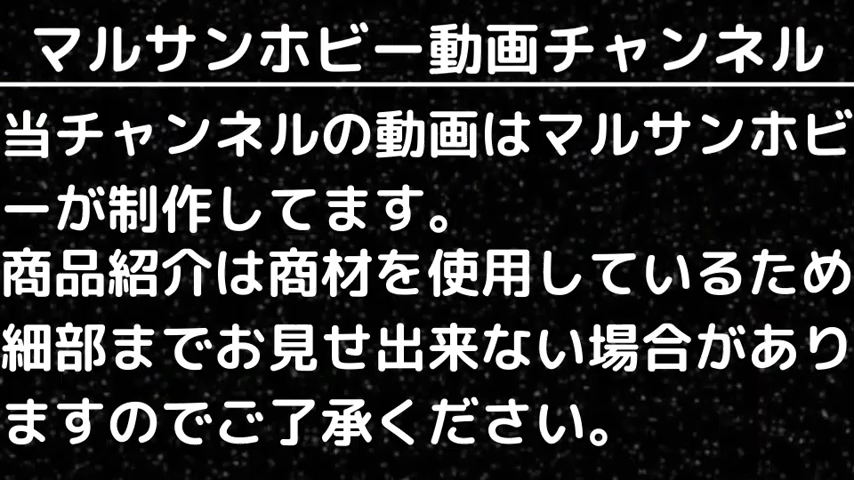 マルサンホビー動画チャンネル
当チャンネルの動画はマルサンホビ
ーが制作してます。
商品紹介は商材を使用しているため
細部までお見せ出来ない場合があり
ますのでご了承ください。